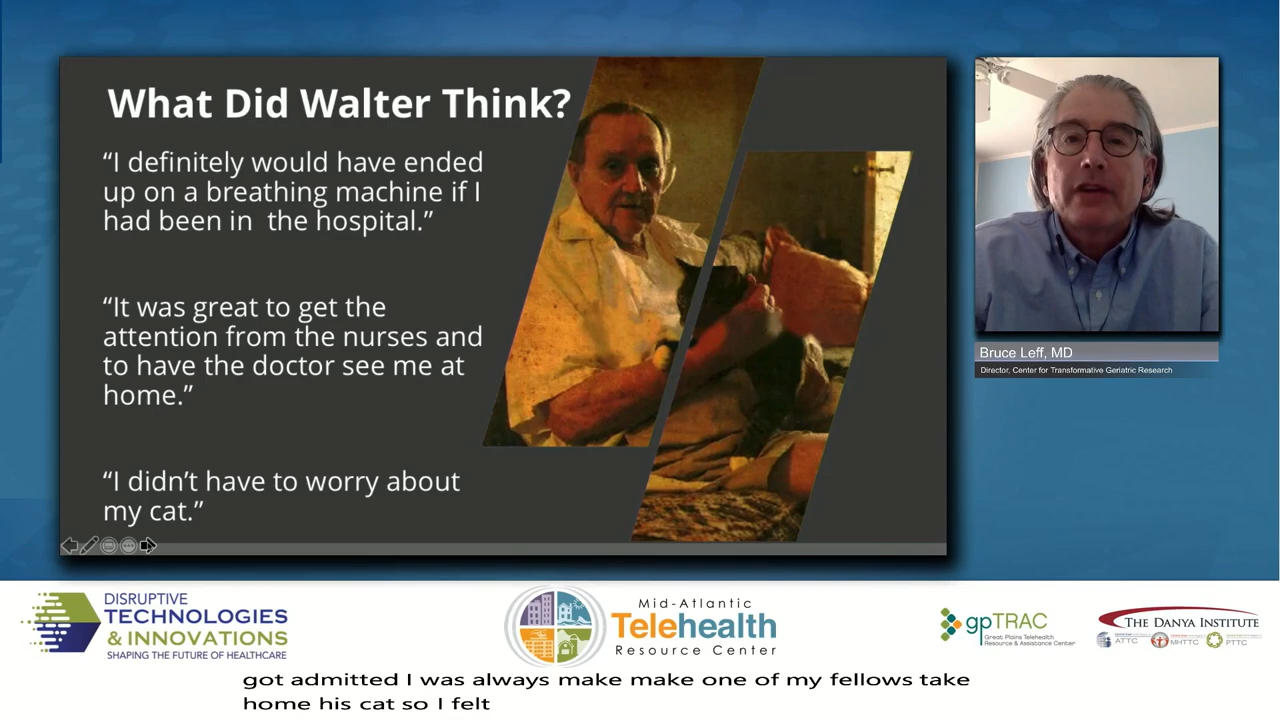 What Did Walter Think?
“I definitely would have ended
up on a breathing machine if I
had been in  the hospital.”
“It was great to get the
attention from the nurses and
to have the doctor see me at
home.”
“I didn’t have to worry about
my cat.”
Bruce Leff, MD
Director, Center for Transformative Geriatric Research
DISRUPTIVE
TECHNOLOGIES
& INNOVATIONS
SHAPING THE FUTURE OF HEALTHCARE
Mid-Atlantic
Telehealth
Resource Center
gpTRAC
Great Plains Telehealth
Resource & Assistance Center
THE DANYA INSTITUTE
ATTC
MHTTC
PTTC
got admitted I was always make make one of my fellows take
home his cat so I felt